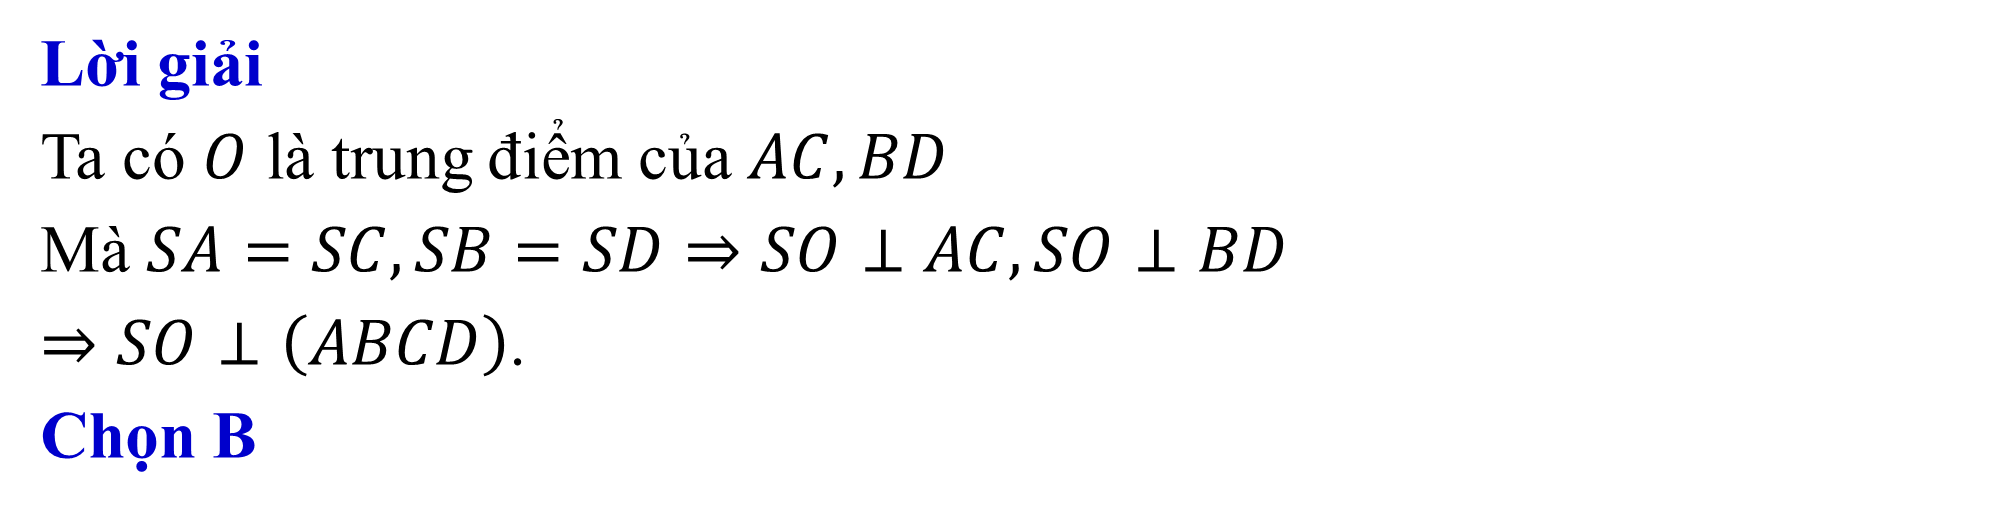 Lời giải
Ta có O là trung điểm của AC, BD
Mà SA = SC, SB = SD ⇒ SO ⊥ AC, SO ⊥ BD
⇒ SO ⊥ (ABCD).
Chọn B